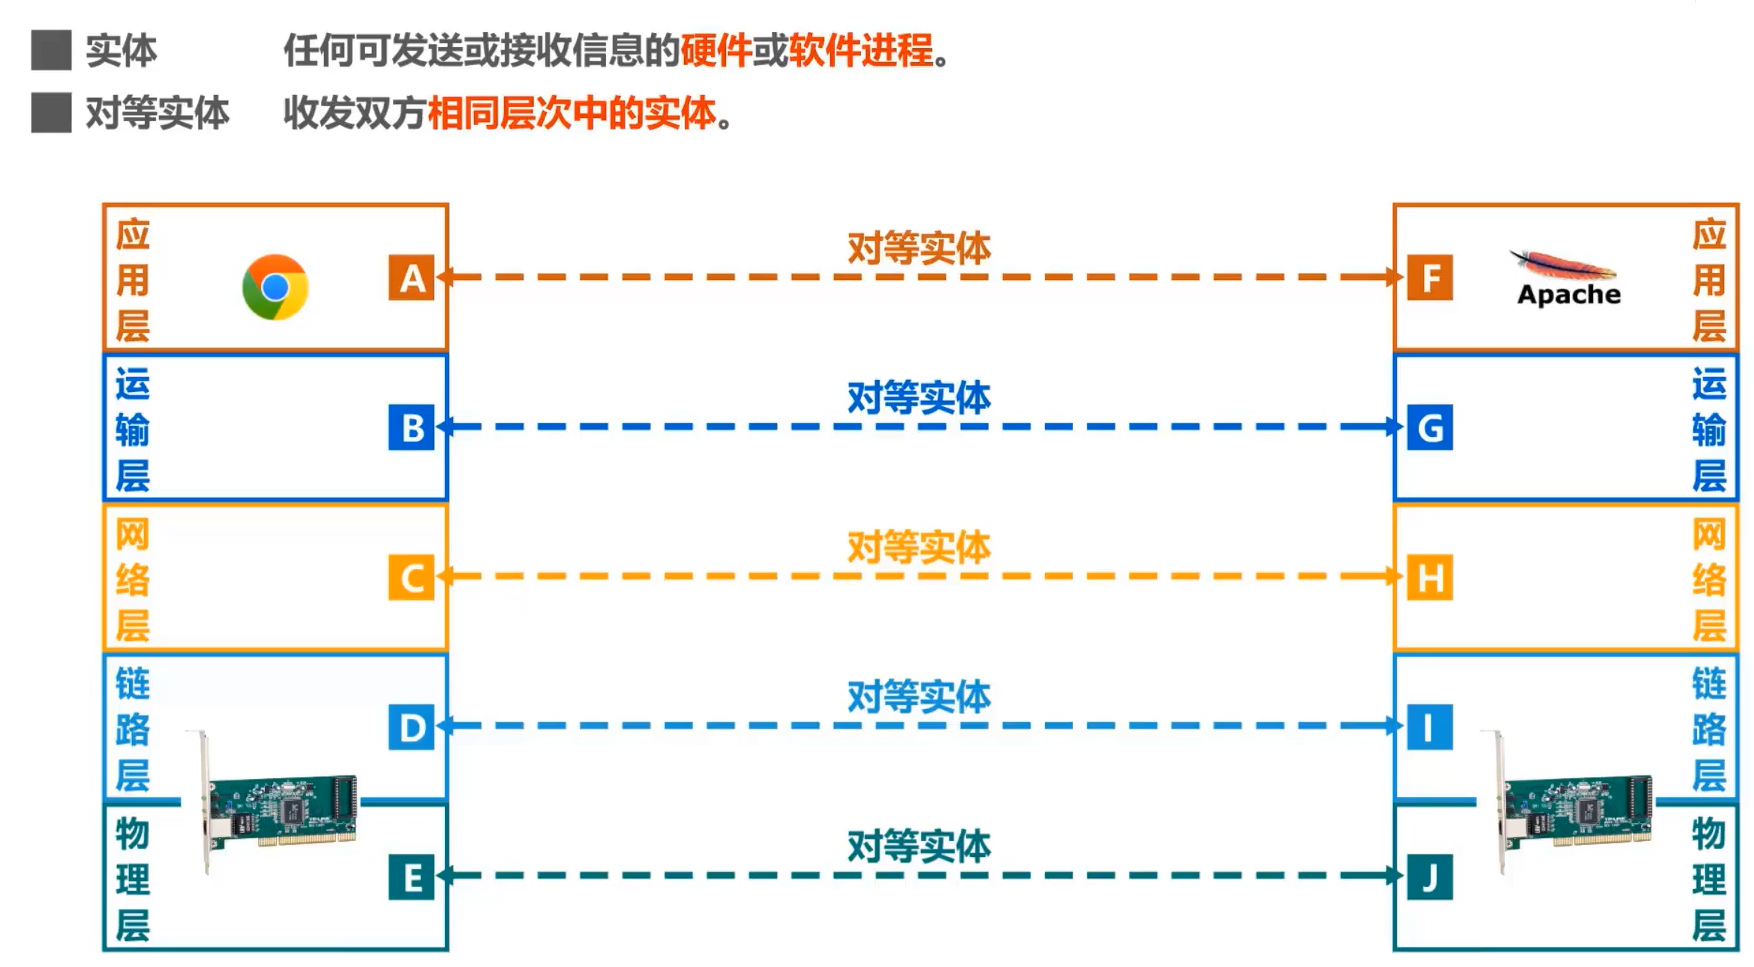 实体 任何可发送或接收信息的硬件或软件进程。
对等实体 收发双方相同层次中的实体。
应用层
A
对等实体
F
Apache
应用层
运输层
B
对等实体
G
运输层
网络层
C
对等实体
H
网络层
链路层
D
对等实体
I
链路层
物理层
E
对等实体
J
物理层